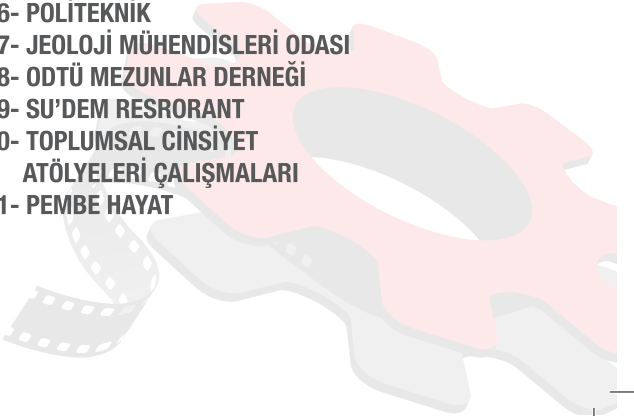 6- POLİTEKNİK
7- JEOLOJİ MÜHENDİSLERİ ODASI
8- ODTÜ MEZUNLAR DERNEĞİ
9- SU’DEM RESRORANT
0- TOPLUMSAL CİNSİYET
ATÖLYELERİ ÇALIŞMALARI
1- PEMBE HAYAT